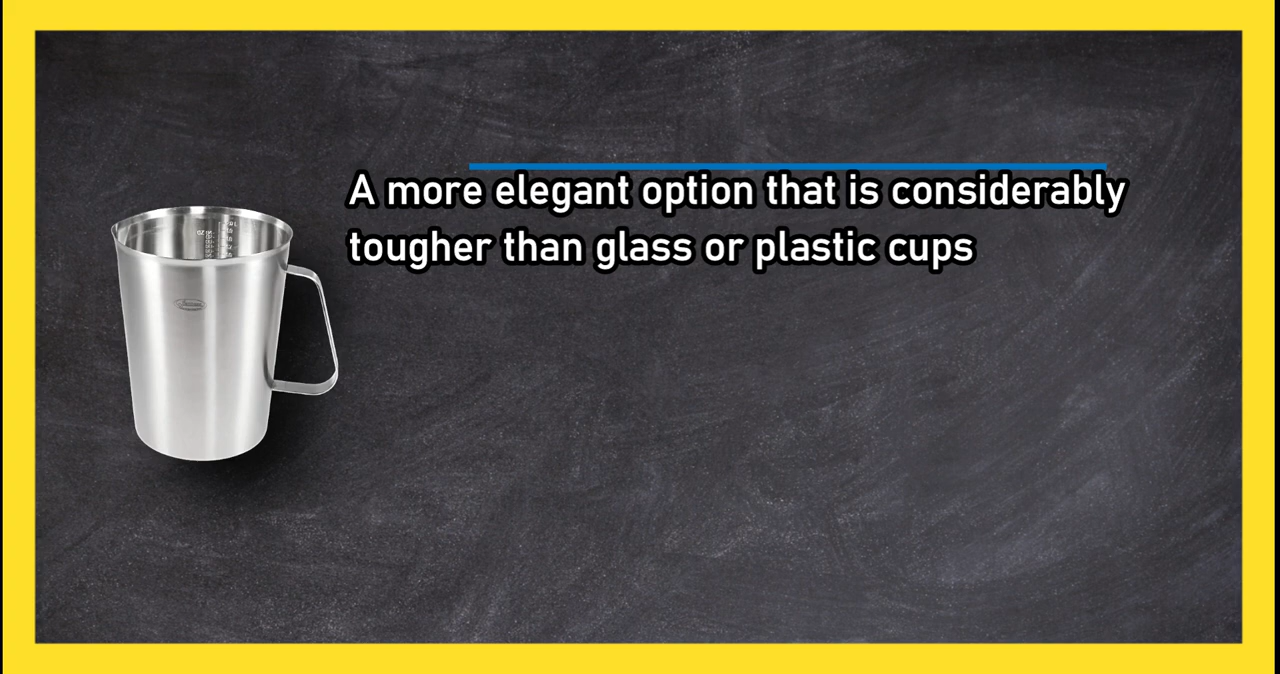 A more elegant option that is considerably
tougher than glass or plastic cups